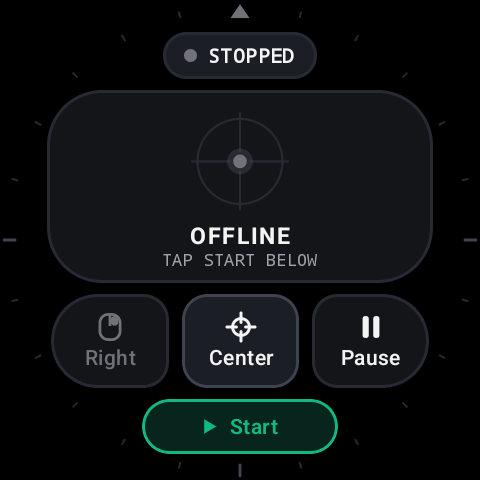 STOPPED
OFFLINE
TAP START BELOW
Right
Center
Pause
Start